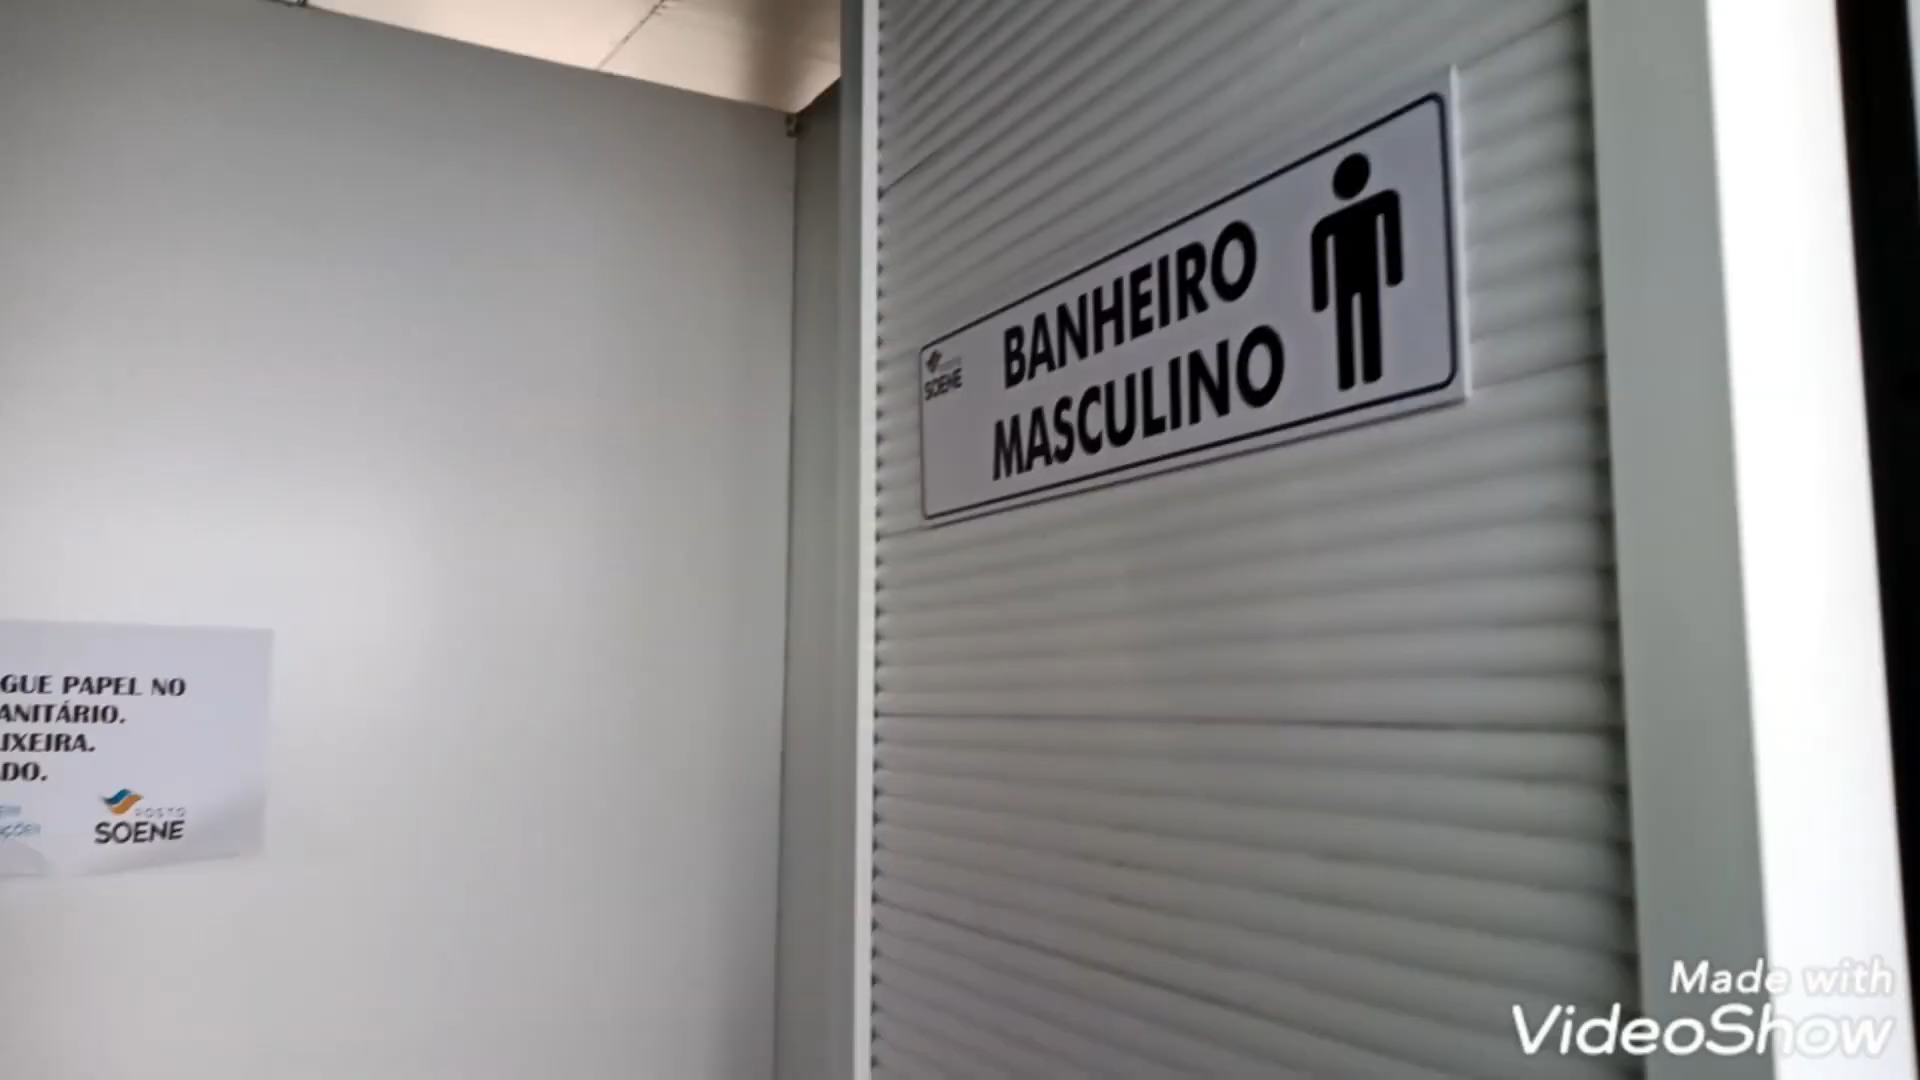 BANHEIRO
MASCULINO
SOENE
GUE PAPEL NO
ANITÁRIO.
IXEIRA.
DO.
POSTO
SOENE
Made with
VideoShow